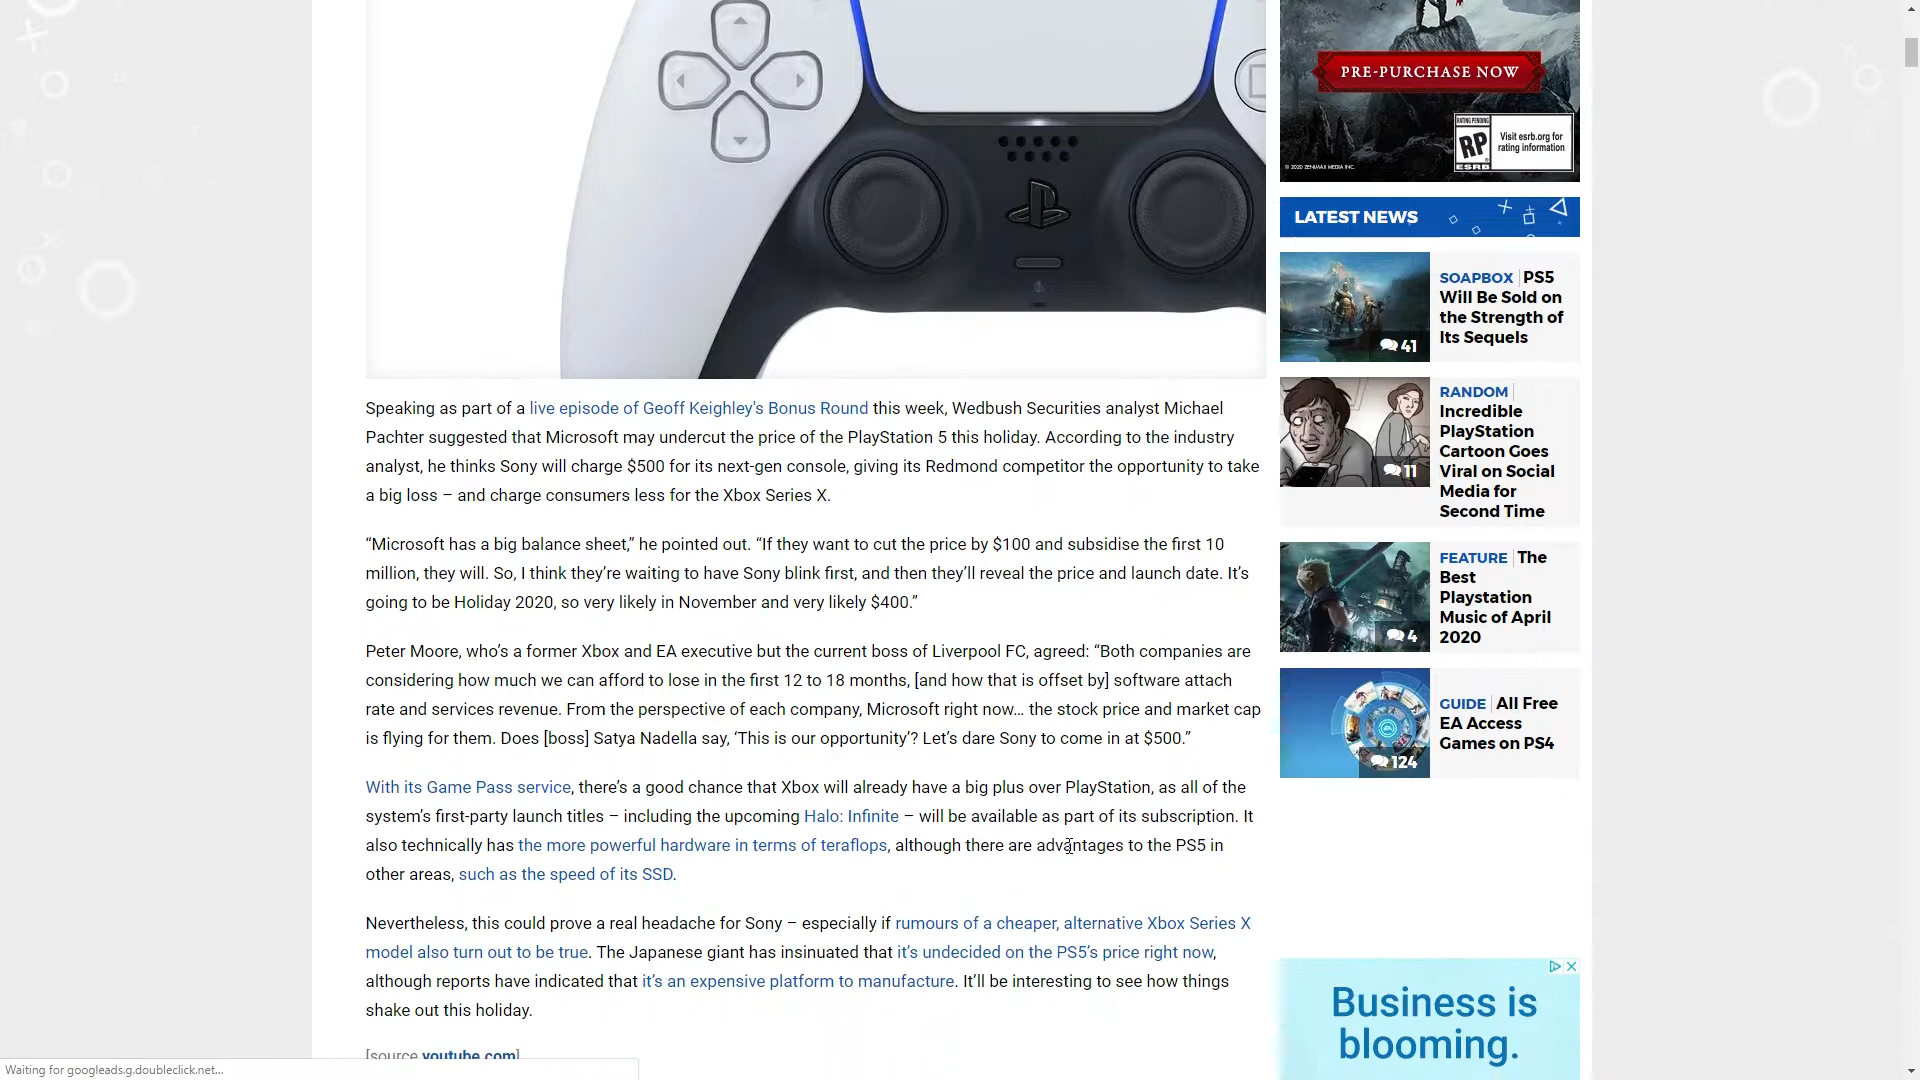 PRE-PURCHASE NOW
RATING PENDING
RP
ESRB
Visit esrb.org for
rating information
© 2020 ZENIMAX MEDIA INC.
LATEST NEWS
SOAPBOX PS5
Will Be Sold on
the Strength of
Its Sequels
41
RANDOM
Incredible
PlayStation
Cartoon Goes
Viral on Social
Media for
Second Time
11
FEATURE The
Best
Playstation
Music of April
2020
4
GUIDE All Free
EA Access
Games on PS4
124
Speaking as part of a live episode of Geoff Keighley's Bonus Round this week, Wedbush Securities analyst Michael
Pachter suggested that Microsoft may undercut the price of the PlayStation 5 this holiday. According to the industry
analyst, he thinks Sony will charge $500 for its next-gen console, giving its Redmond competitor the opportunity to take
a big loss – and charge consumers less for the Xbox Series X.
“Microsoft has a big balance sheet,” he pointed out. “If they want to cut the price by $100 and subsidise the first 10
million, they will. So, I think they’re waiting to have Sony blink first, and then they’ll reveal the price and launch date. It’s
going to be Holiday 2020, so very likely in November and very likely $400.”
Peter Moore, who’s a former Xbox and EA executive but the current boss of Liverpool FC, agreed: “Both companies are
considering how much we can afford to lose in the first 12 to 18 months, [and how that is offset by] software attach
rate and services revenue. From the perspective of each company, Microsoft right now… the stock price and market cap
is flying for them. Does [boss] Satya Nadella say, ‘This is our opportunity’? Let’s dare Sony to come in at $500.”
With its Game Pass service, there’s a good chance that Xbox will already have a big plus over PlayStation, as all of the
system’s first-party launch titles – including the upcoming Halo: Infinite – will be available as part of its subscription. It
also technically has the more powerful hardware in terms of teraflops, although there are advantages to the PS5 in
other areas, such as the speed of its SSD.
Nevertheless, this could prove a real headache for Sony – especially if rumours of a cheaper, alternative Xbox Series X
model also turn out to be true. The Japanese giant has insinuated that it’s undecided on the PS5’s price right now,
although reports have indicated that it’s an expensive platform to manufacture. It’ll be interesting to see how things
shake out this holiday.
[source youtube.com]
Business is
blooming.
Waiting for googleads.g.doubleclick.net...